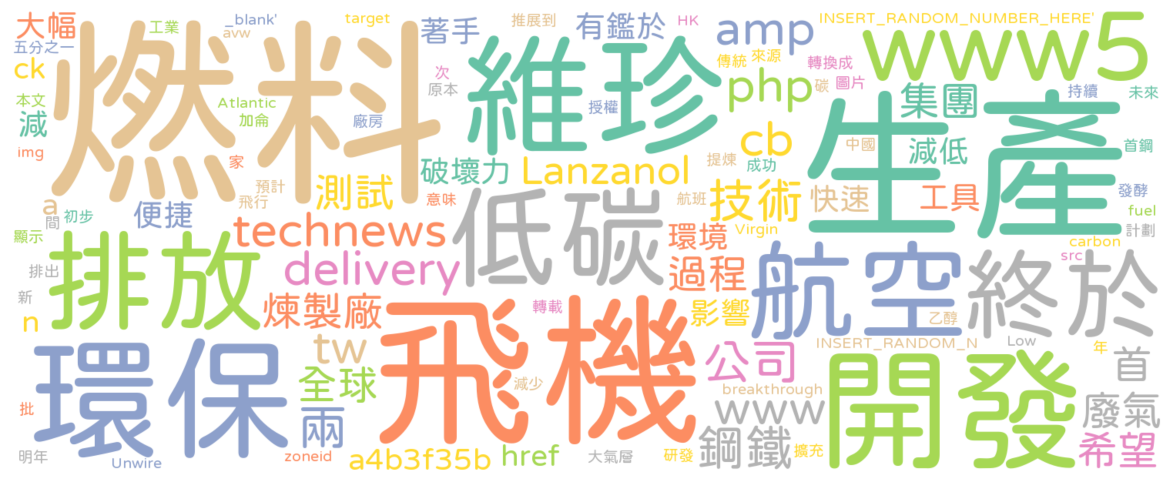 大幅
工業
_blank'
avw
target
著手
推展到
有鑑於
HK
amp
INSERT_RANDOM_NUMBER_HERE'
www5
五分之一
ck
本文
減
img
燃料
Atlantic
加侖
廠房
家
次
原本
維珍
授權
傳統
來源
轉換成
碳
圖片
php
cb
集團
持續
未來
生產
中國
減低
首鋼
發酵
fuel
計劃
破壞力
Lanzanol
提煉
成功
技術
快速
工具
a
間
初步
便捷
預計
飛行
測試
意味
低碳
航班
Virgin
carbon
src
顯示
排出
新
n
排放
technews
delivery
煉製廠
轉載
環境
過程
影響
航空
乙醇
終於
Low
年
首
環保
tw
全球
兩
飛機
減少
公司
breakthrough
INSERT_RANDOM_N
www
開發
廢氣
希望
批
明年
Unwire
zoneid
a4b3f35b
href
大氣層
研發
鋼鐵
擴充